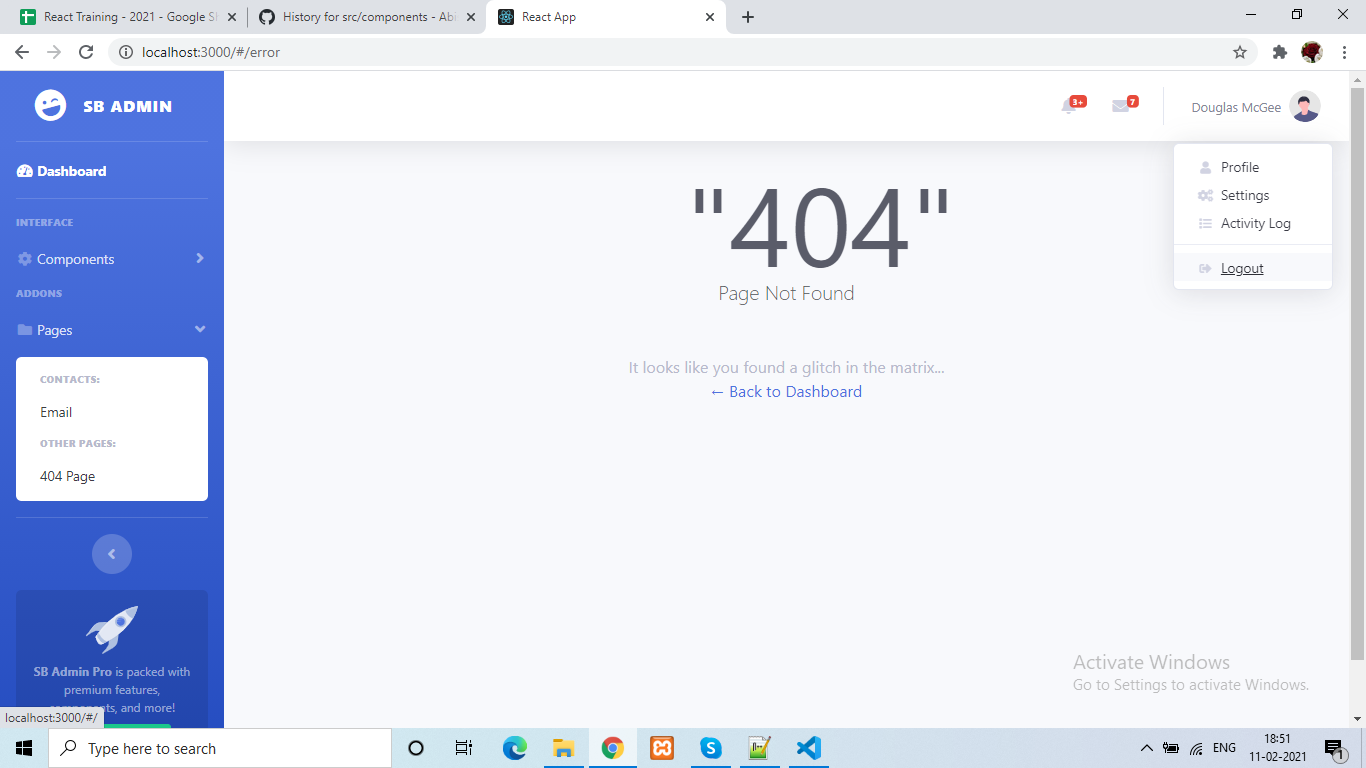 React Training - 2021 - Google Sh
History for src/components - Abi
React App
localhost:3000/#/error
SB ADMIN
3+
7
Douglas McGee
Dashboard
INTERFACE
Components
ADDONS
Pages
CONTACTS:
Email
OTHER PAGES:
404 Page
SB Admin Pro is packed with
premium features,
components, and more!
localhost:3000/#/
"404"
Page Not Found
It looks like you found a glitch in the matrix...
← Back to Dashboard
Profile
Settings
Activity Log
Logout
Activate Windows
Go to Settings to activate Windows.
Type here to search
ENG
18:51
11-02-2021
1